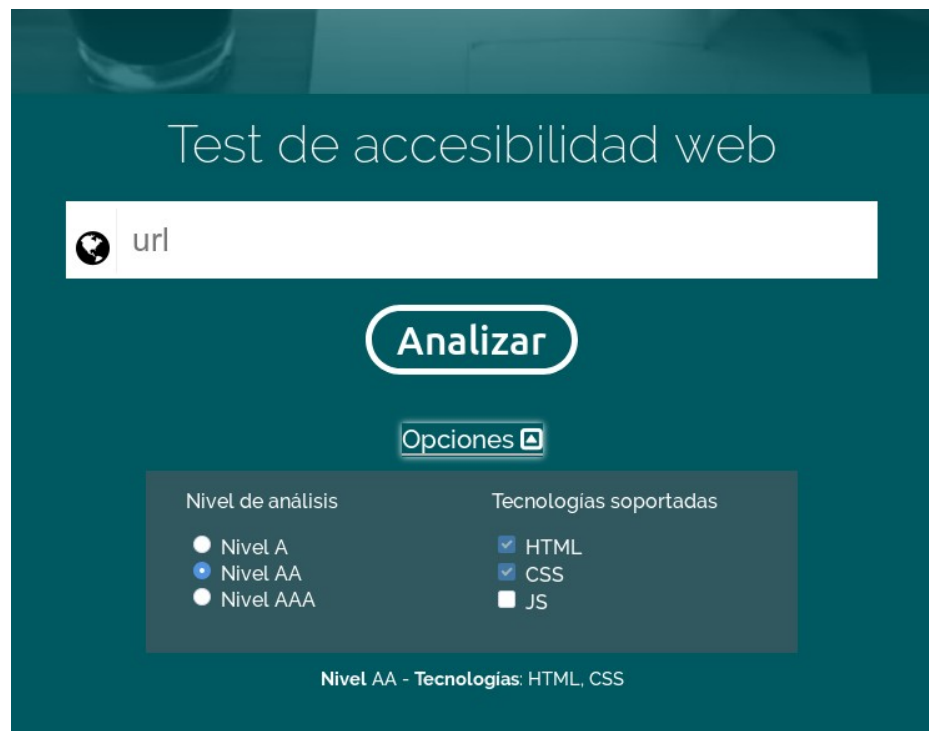 Test de accesibilidad web
url
Analizar
Opciones
Nivel de análisis
Nivel A
Nivel AA
Nivel AAA
Tecnologías soportadas
HTML
CSS
JS
Nivel AA - Tecnologías: HTML, CSS